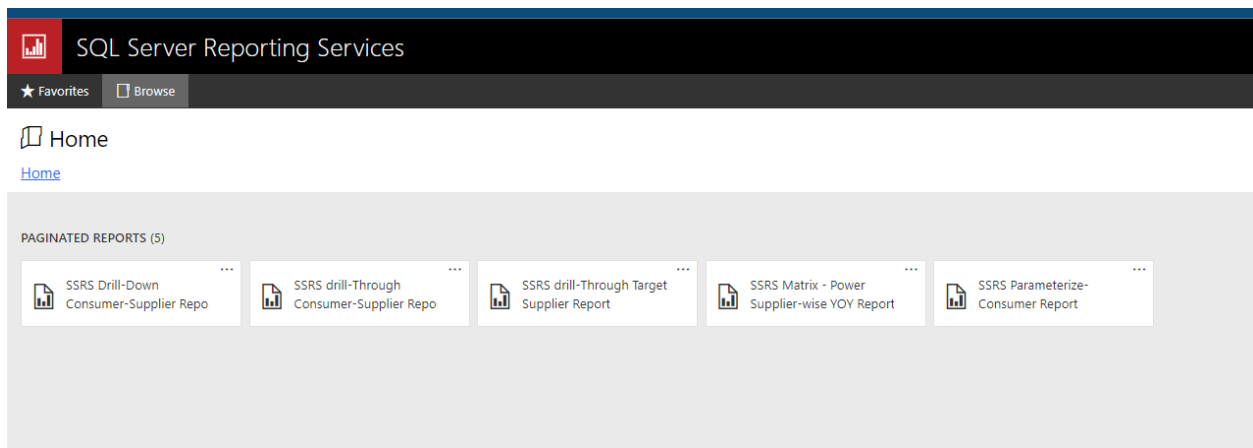 SQL Server Reporting Services
Favorites
Browse
Home
Home
PAGINATED REPORTS (5)
SSRS Drill-Down
Consumer-Supplier Repo
SSRS drill-Through
Consumer-Supplier Repo
SSRS drill-Through Target
Supplier Report
SSRS Matrix - Power
Supplier-wise YOY Report
SSRS Parameterize-
Consumer Report